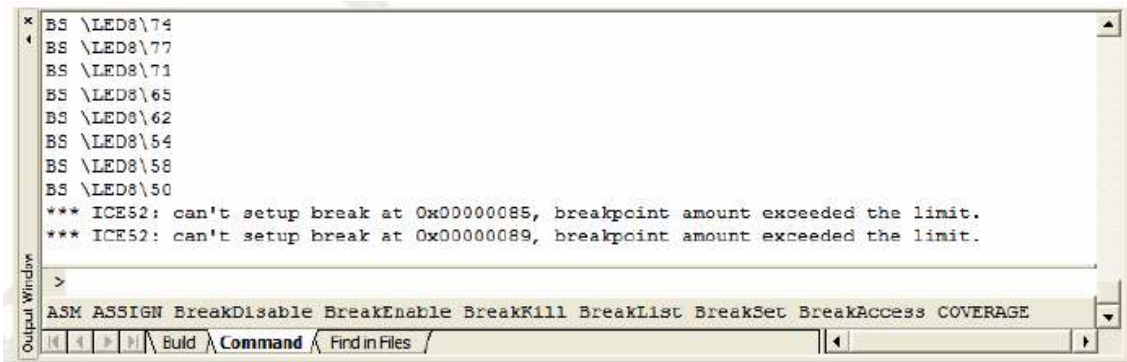 BS \LED8\74
BS \LED8\77
BS \LED8\71
BS \LED8\65
BS \LED8\62
BS \LED8\54
BS \LED8\58
BS \LED8\50
*** ICE52: can't setup break at 0x00000085, breakpoint amount exceeded the limit.
*** ICE52: can't setup break at 0x00000089, breakpoint amount exceeded the limit.
>
ASM ASSIGN BreakDisable BreakEnable BreakKill BreakList BreakSet BreakAccess COVERAGE
Build Command Find in Files
Output Window